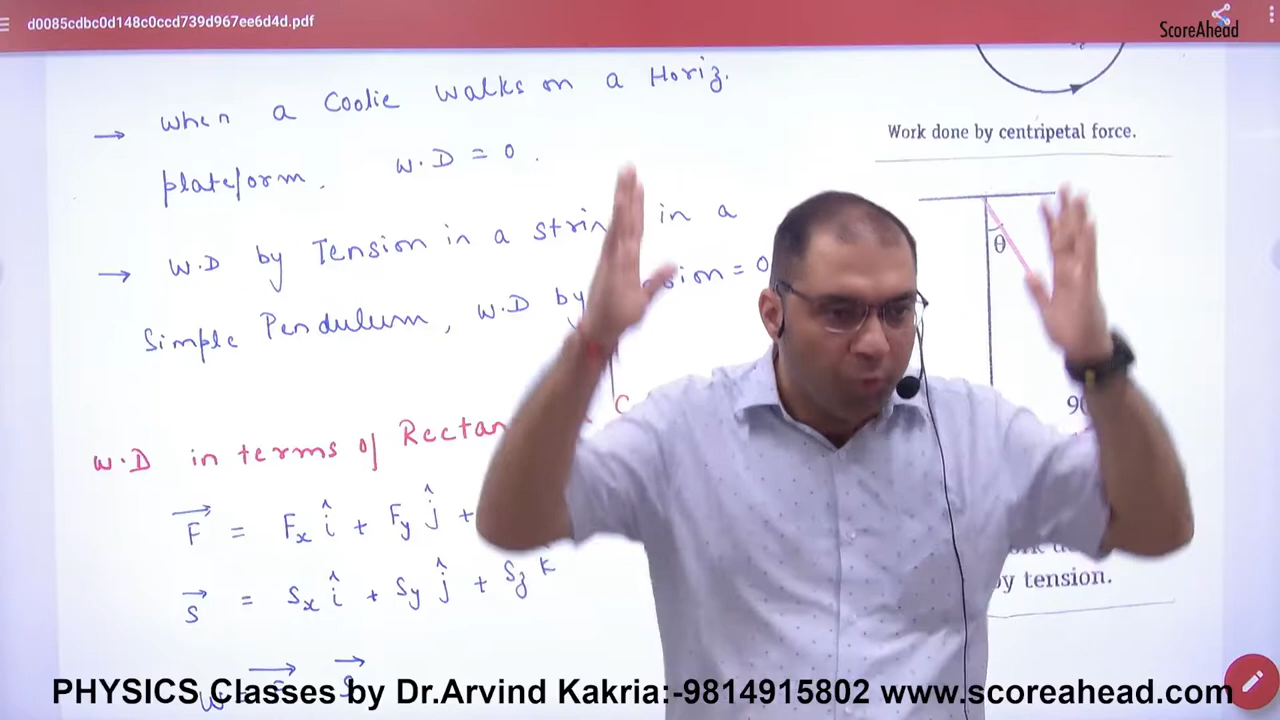 d0085cdbc0d148c0ccd739d967ee6d4d.pdf
ScoreAhead
→ When a Coolie walks on a Horiz.
plateform. W.D = 0.
Work done by centripetal force.
θ
→ W.D by Tension in a strin in a
Simple Pendulum, W.D by sion = 0
C
90
W.D in terms of Rectan
F = Fx î + Fy ĵ +
S = Sx î + Sy ĵ + Sz k
by tension.
W =
PHYSICS Classes by Dr.Arvind Kakria:-9814915802 www.scoreahead.com